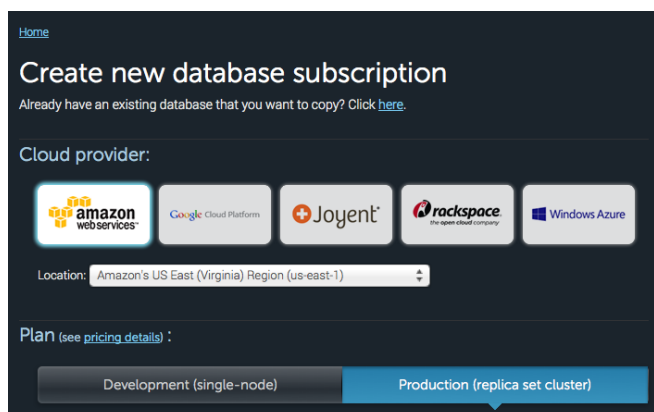 Home
Create new database subscription
Already have an existing database that you want to copy? Click here.
Cloud provider:
amazon
webservices™
Google Cloud Platform
Joyent
rackspace.
the open cloud company
Windows Azure
Location: Amazon's US East (Virginia) Region (us-east-1)
Plan (see pricing details) :
Development (single-node) Production (replica set cluster)